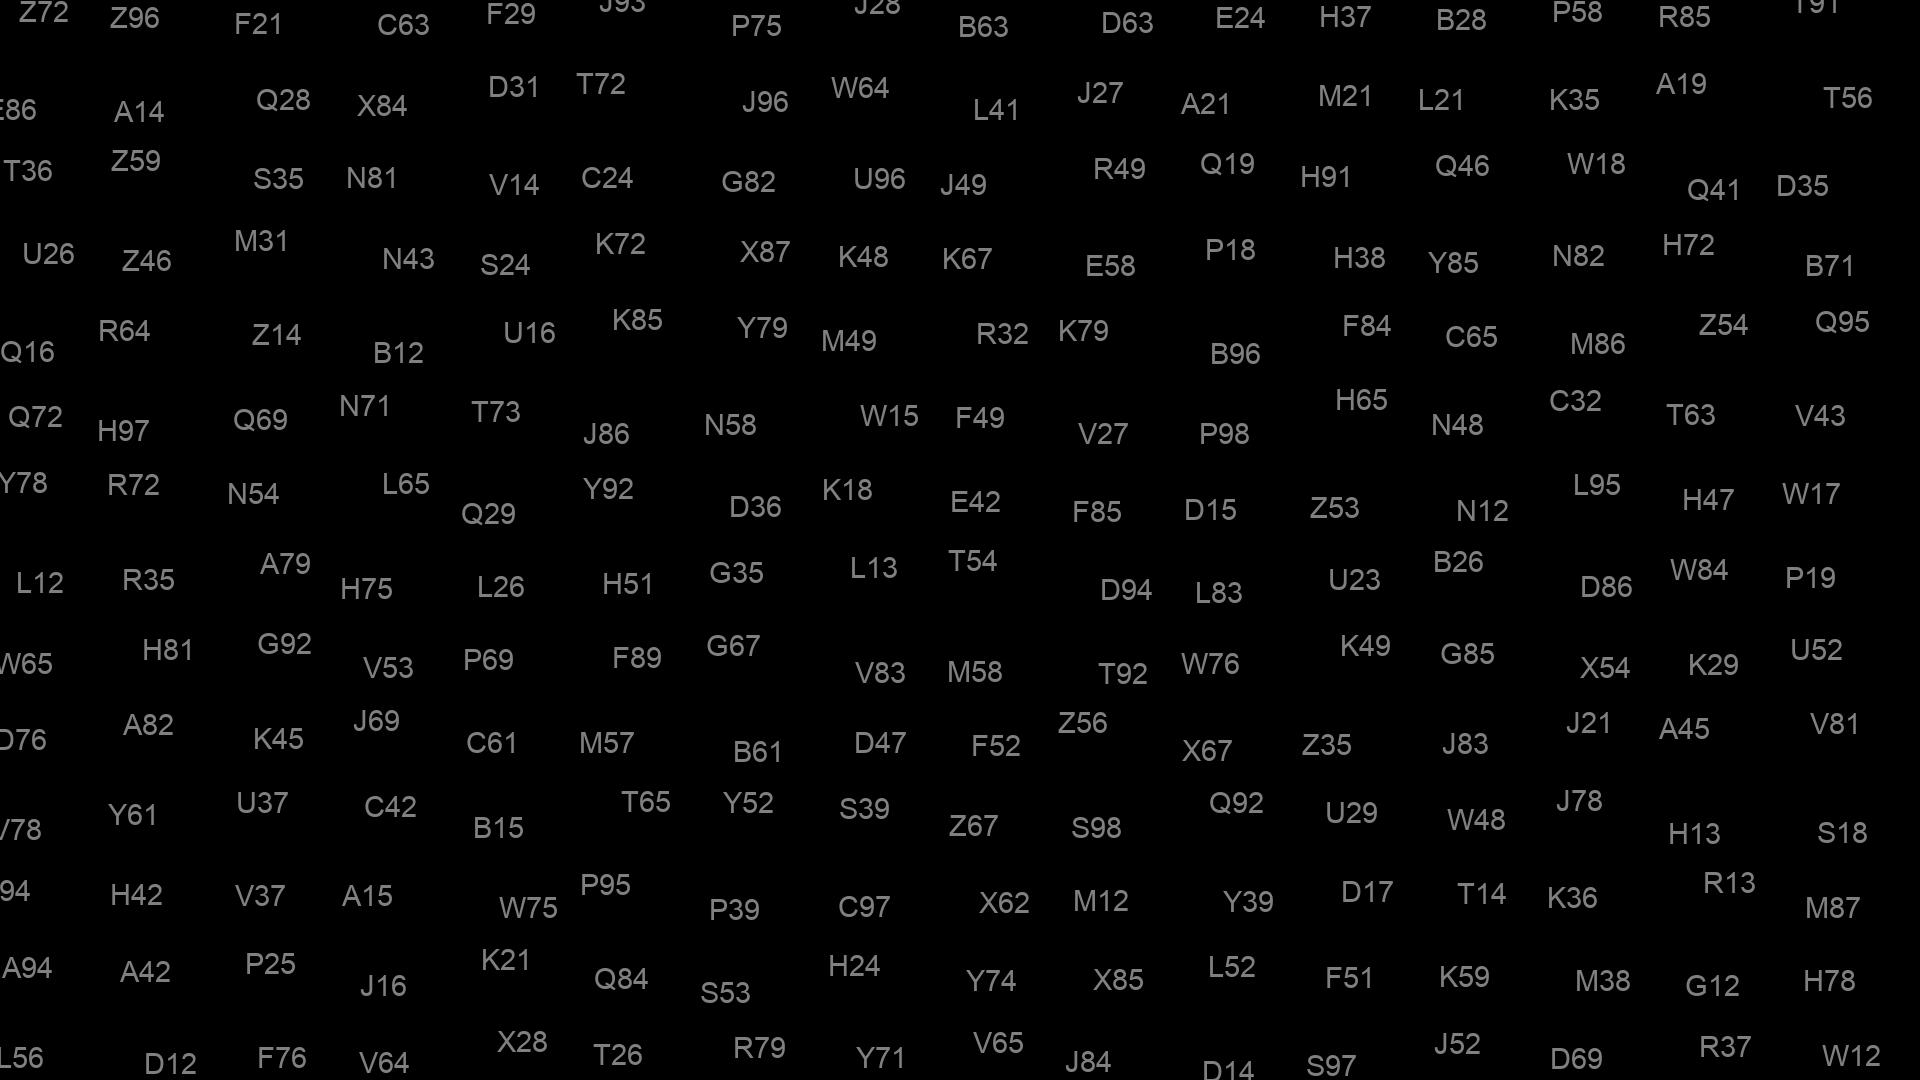 Z72 Z96 F21 C63 F29 J93 P75 J28 B63 D63 E24 H37 B28 P58 R85 T91
E86 A14 Q28 X84 D31 T72 J96 W64 L41 J27 A21 M21 L21 K35 A19 T56
T36 Z59 S35 N81 V14 C24 G82 U96 J49 R49 Q19 H91 Q46 W18 Q41 D35
U26 Z46 M31 N43 S24 K72 X87 K48 K67 E58 P18 H38 Y85 N82 H72 B71
Q16 R64 Z14 B12 U16 K85 Y79 M49 R32 K79 B96 F84 C65 M86 Z54 Q95
Q72 H97 Q69 N71 T73 J86 N58 W15 F49 V27 P98 H65 N48 C32 T63 V43
Y78 R72 N54 L65 Q29 Y92 D36 K18 E42 F85 D15 Z53 N12 L95 H47 W17
L12 R35 A79 H75 L26 H51 G35 L13 T54 D94 L83 U23 B26 D86 W84 P19
W65 H81 G92 V53 P69 F89 G67 V83 M58 T92 W76 K49 G85 X54 K29 U52
D76 A82 K45 J69 C61 M57 B61 D47 F52 Z56 X67 Z35 J83 J21 A45 V81
V78 Y61 U37 C42 B15 T65 Y52 S39 Z67 S98 Q92 U29 W48 J78 H13 S18
94 H42 V37 A15 W75 P95 P39 C97 X62 M12 Y39 D17 T14 K36 R13 M87
A94 A42 P25 J16 K21 Q84 S53 H24 Y74 X85 L52 F51 K59 M38 G12 H78
L56 D12 F76 V64 X28 T26 R79 Y71 V65 J84 D14 S97 J52 D69 R37 W12